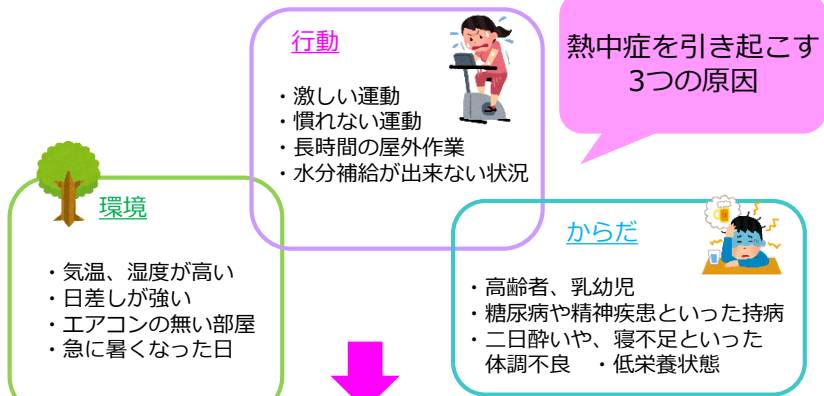 熱中症を引き起こす
3つの原因
行動
・激しい運動
・慣れない運動
・長時間の屋外作業
・水分補給が出来ない状況
環境
・気温、湿度が高い
・日差しが強い
・エアコンの無い部屋
・急に暑くなった日
からだ
・高齢者、乳幼児
・糖尿病や精神疾患といった持病
・二日酔いや、寝不足といった
体調不良　・低栄養状態